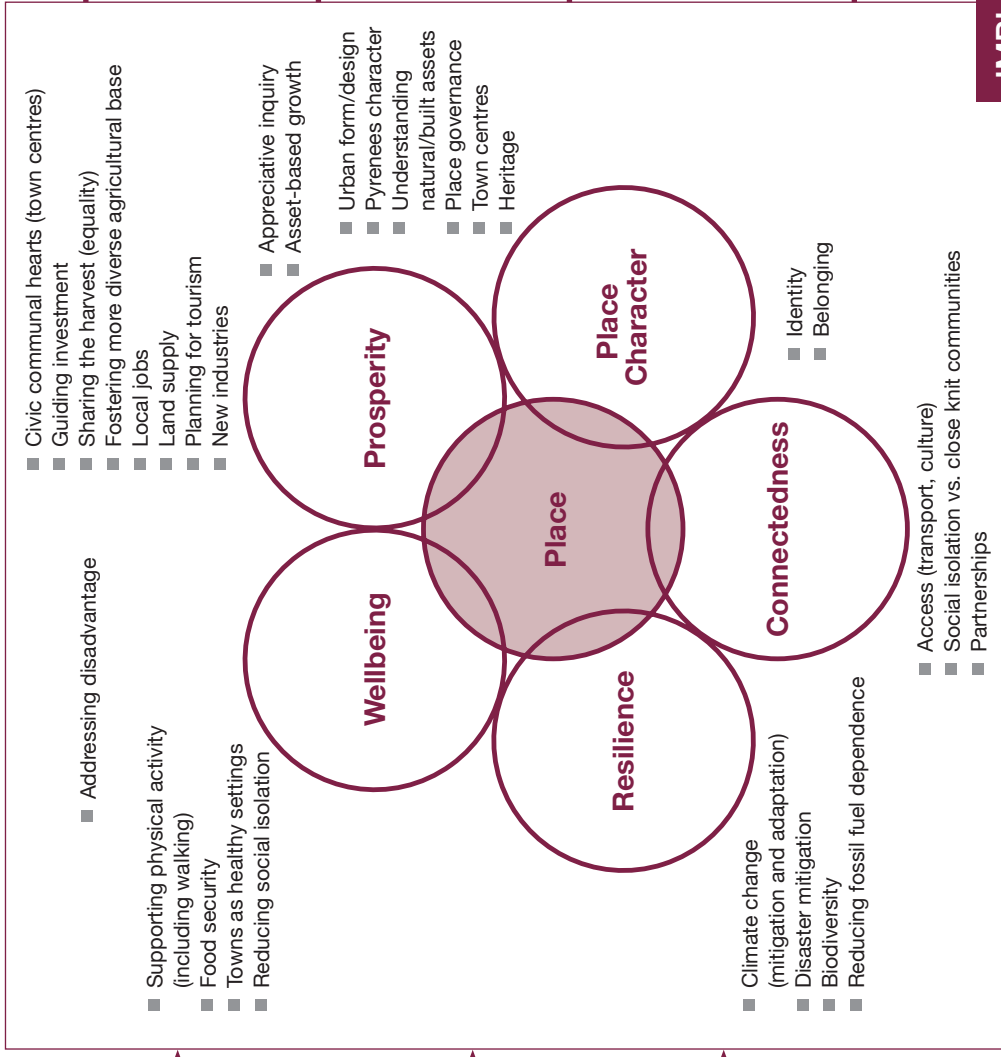 Addressing disadvantage
Civic communal hearts (town centres)
Guiding investment
Sharing the harvest (equality)
Fostering more diverse agricultural base
Local jobs
Land supply
Planning for tourism
New industries
Supporting physical activity
(including walking)
Food security
Towns as healthy settings
Reducing social isolation
Appreciative inquiry
Asset-based growth
Wellbeing
Prosperity
Urban form/design
Pyrenees character
Understanding
natural/built assets
Place governance
Town centres
Heritage
Place
Resilience
Place
Character
Connectedness
Climate change
(mitigation and adaptation)
Disaster mitigation
Biodiversity
Reducing fossil fuel dependence
Identity
Belonging
Access (transport, culture)
Social isolation vs. close knit communities
Partnerships